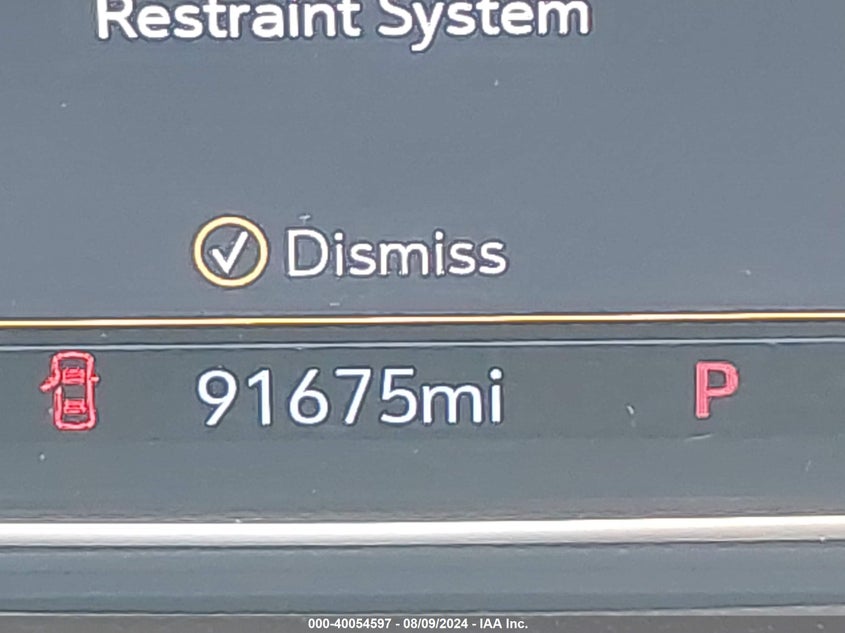 Restraint System
Dismiss
91675mi
P
000-40054597 - 08/09/2024 - IAA Inc.